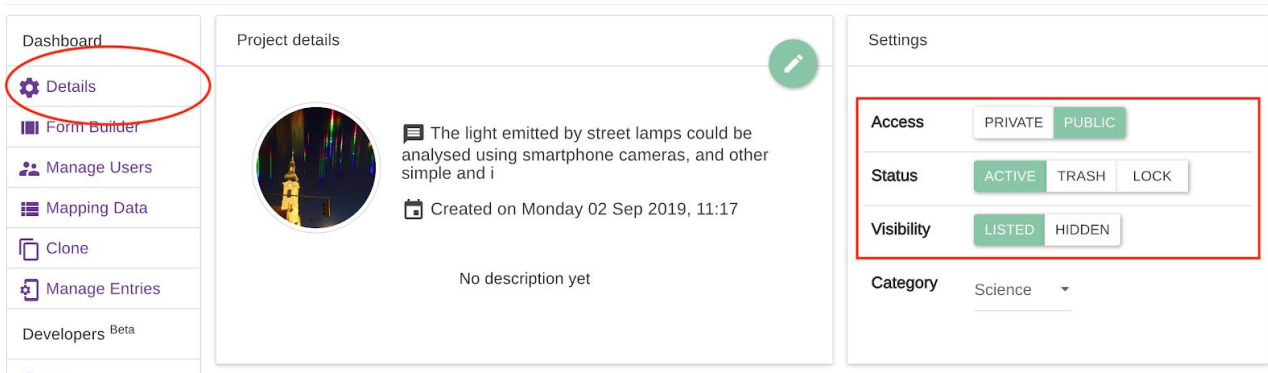 Dashboard
Details
Form Builder
Manage Users
Mapping Data
Clone
Manage Entries
Developers Beta
Project details
The light emitted by street lamps could be
analysed using smartphone cameras, and other
simple and i
Created on Monday 02 Sep 2019, 11:17
No description yet
Settings
Access PRIVATE PUBLIC
Status ACTIVE TRASH LOCK
Visibility LISTED HIDDEN
Category Science